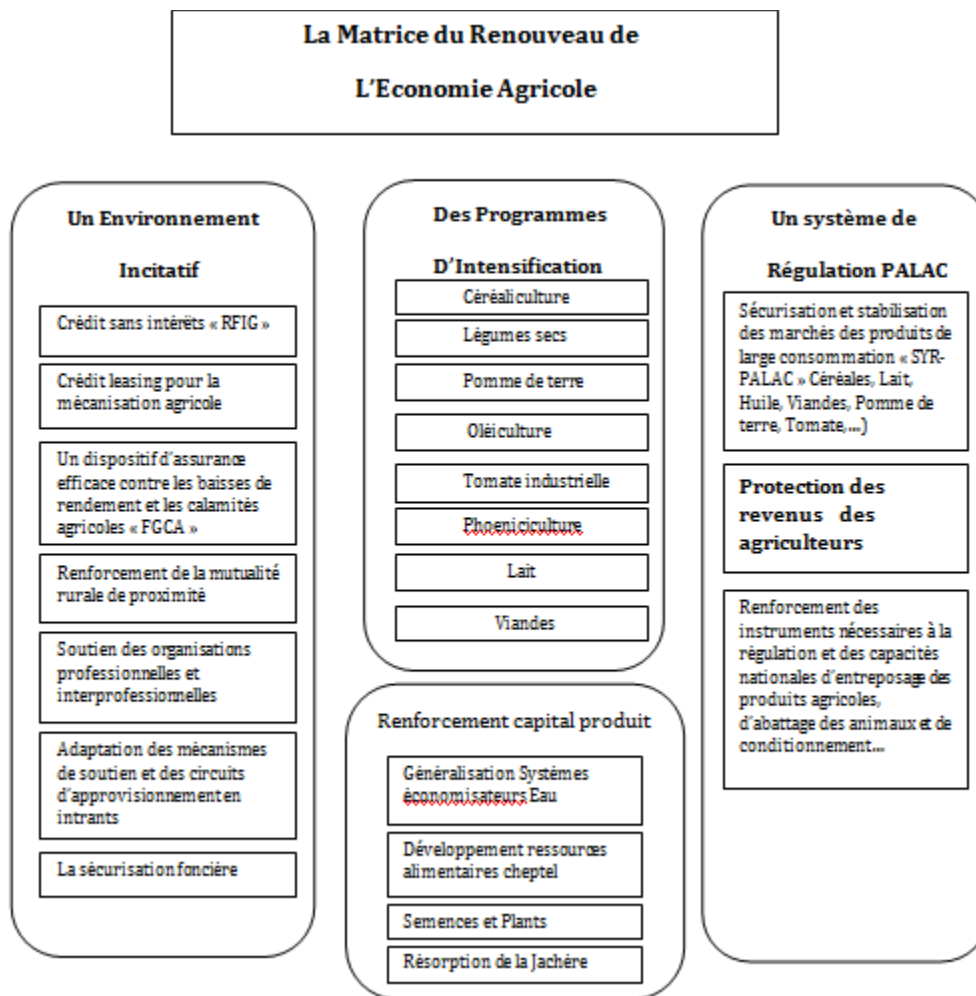 La Matrice du Renouveau de
L’Economie Agricole
Un Environnement
Incitatif
Crédit sans intérêts « RFIG »
Crédit leasing pour la
mécanisation agricole
Un dispositif d’assurance
efficace contre les baisses de
rendement et les calamités
agricoles « FGCA »
Renforcement de la mutualité
rurale de proximité
Soutien des organisations
professionnelles et
interprofessionnelles
Adaptation des mécanismes
de soutien et des circuits
d’approvisionnement en
intrants
La sécurisation foncière
Des Programmes
D’Intensification
Céréaliculture
Légumes secs
Pomme de terre
Oléiculture
Tomate industrielle
Phoeniciculture
Lait
Viandes
Renforcement capital produit
Généralisation Systèmes
économisateurs Eau
Développement ressources
alimentaires cheptel
Semences et Plants
Résorption de la Jachère
Un système de
Régulation PALAC
Sécurisation et stabilisation
des marchés des produits de
large consommation « SYR-
PALAC » Céréales, Lait,
Huile, Viandes, Pomme de
terre, Tomate,...)
Protection des
revenus des
agriculteurs
Renforcement des
instruments nécessaires à la
régulation et des capacités
nationales d’entreposage des
produits agricoles,
d’abattage des animaux et de
conditionnement...